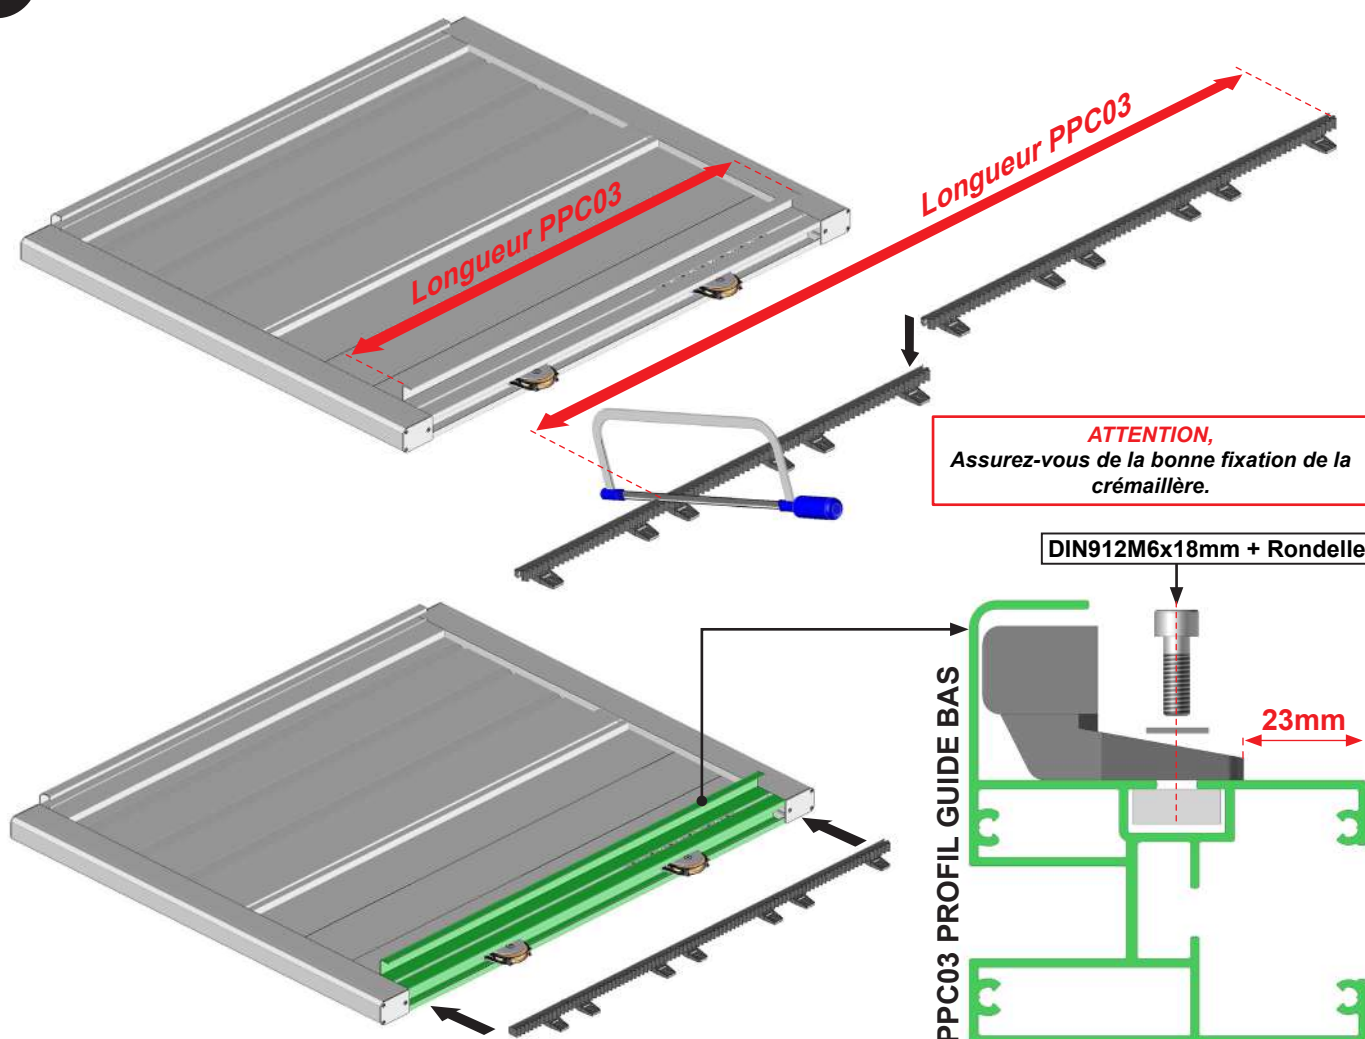 Longueur PPC03
Longueur PPC03
ATTENTION,
Assurez-vous de la bonne fixation de la
crémaillère.
DIN912M6x18mm + Rondelle
23mm
PPC03 PROFIL GUIDE BAS